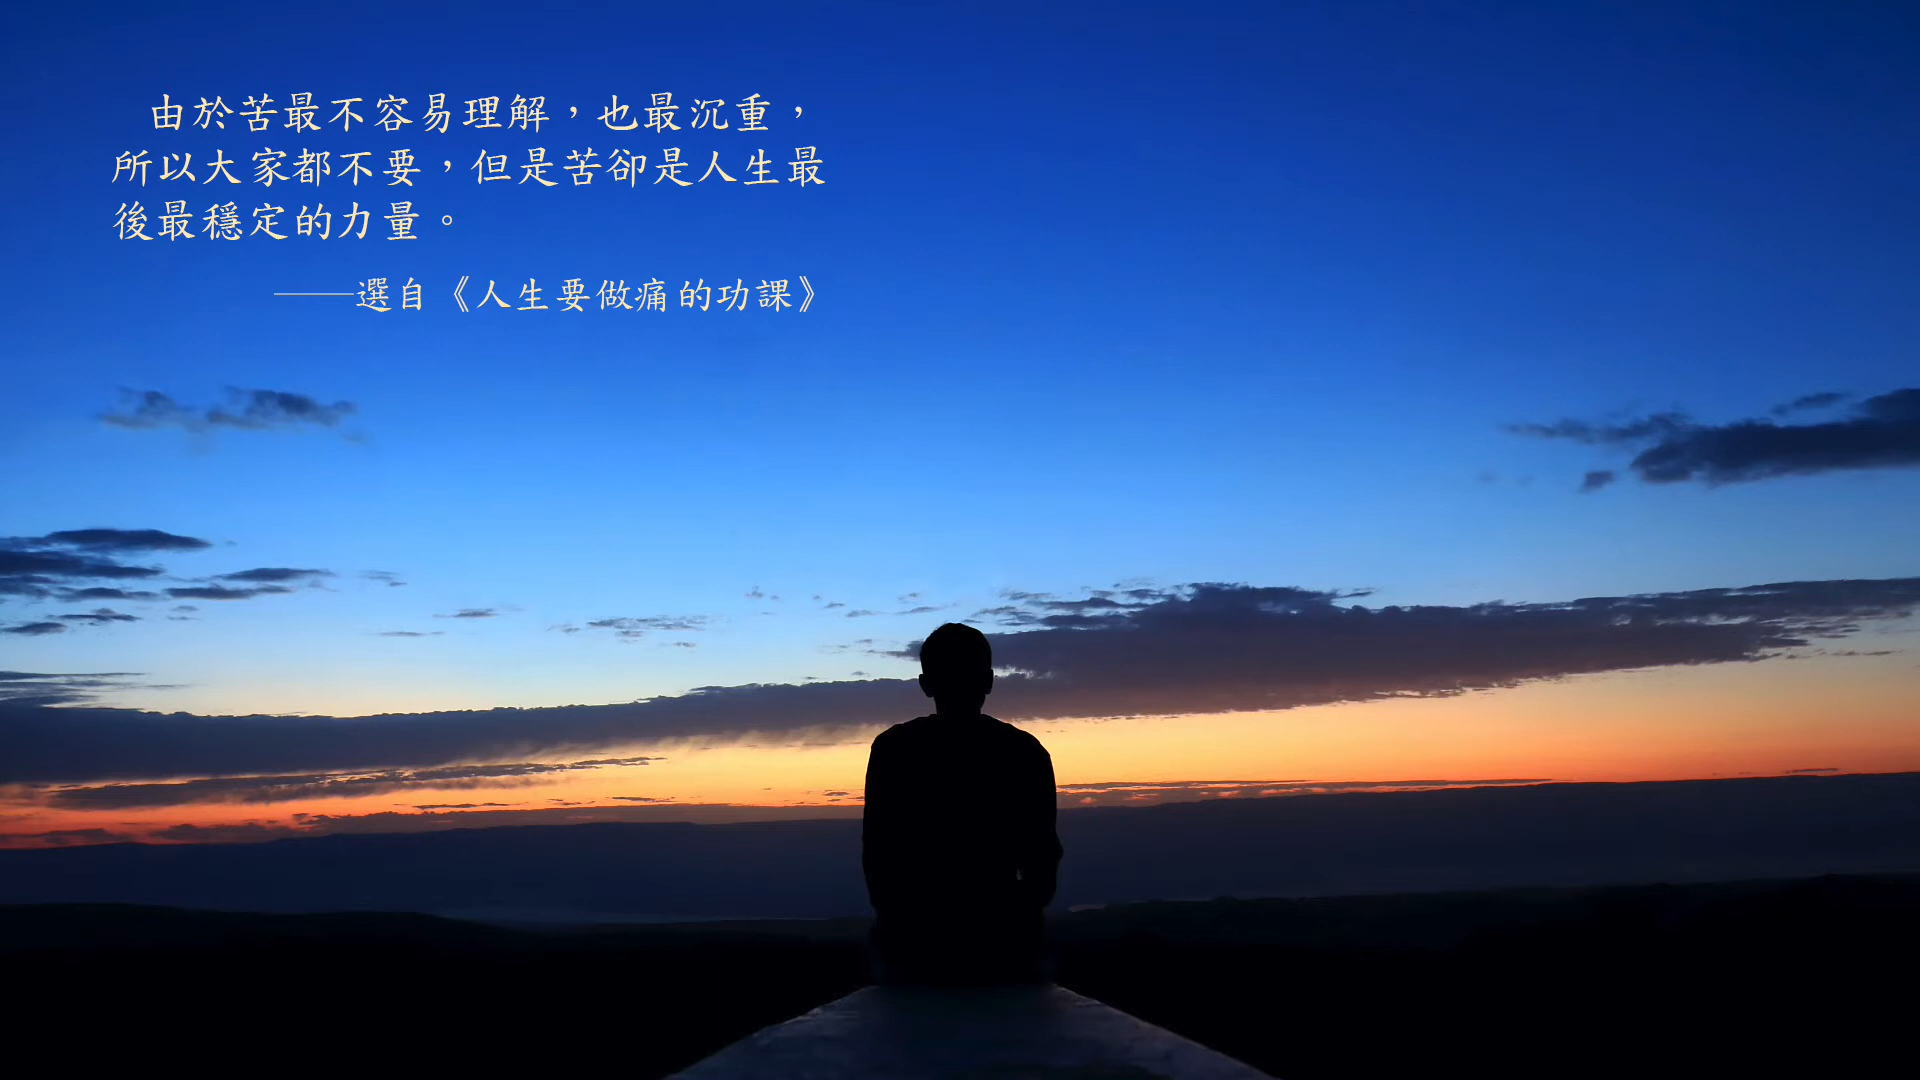 由於苦最不容易理解，也最沉重，
所以大家都不要，但是苦卻是人生最
後最穩定的力量。
——選自《人生要做痛的功課》